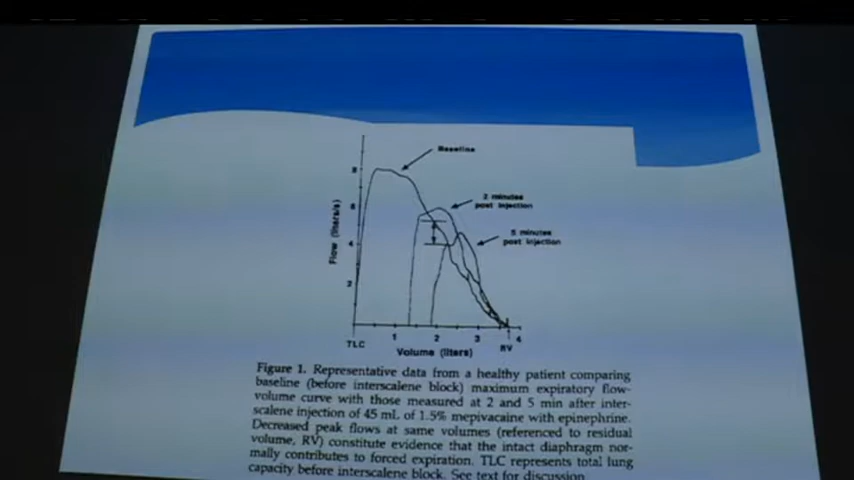 Baseline
8
2 minutes
post injection
6
Flow (liters/s)
5 minutes
post injection
4
2
1
2
3
4
TLC
RV
Volume (liters)
Figure 1. Representative data from a healthy patient comparing
baseline (before interscalene block) maximum expiratory flow-
volume curve with those measured at 2 and 5 min after inter-
scalene injection of 45 mL of 1.5% mepivacaine with epinephrine.
Decreased peak flows at same volumes (referenced to residual
volume, RV) constitute evidence that the intact diaphragm nor-
mally contributes to forced expiration. TLC represents total lung
capacity before interscalene block. See text for discussion